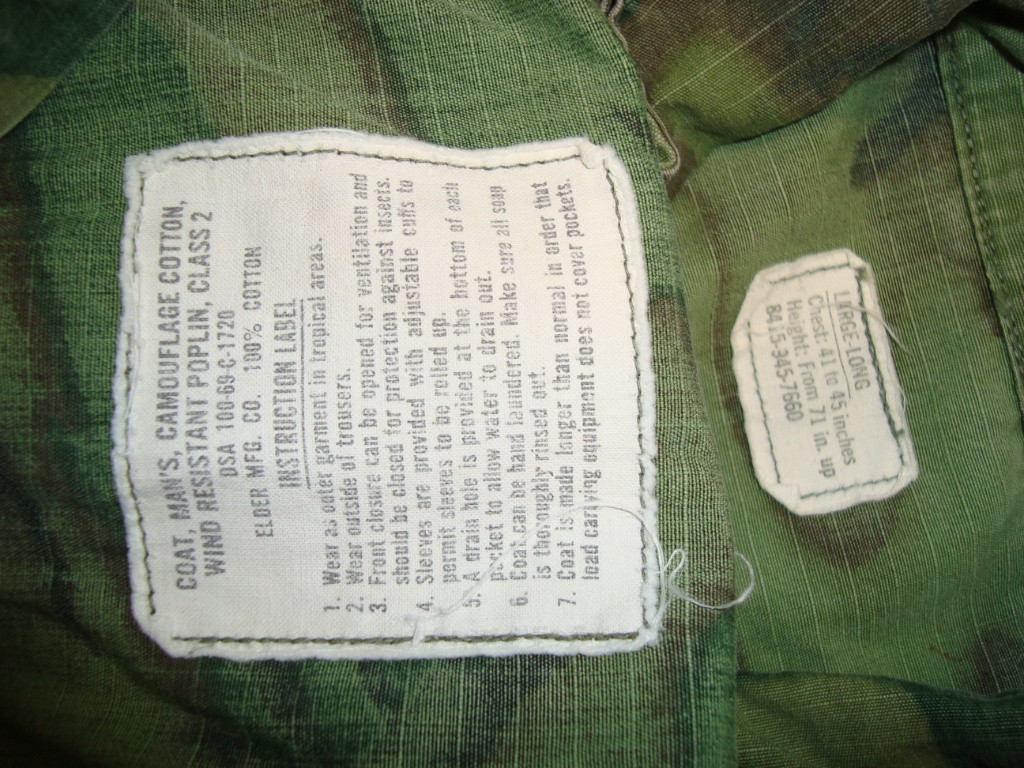 COAT, MAN'S, CAMOUFLAGE COTTON,
WIND RESISTANT POPLIN, CLASS 2
DSA 100-69-C-1720
ELDER MFG. CO. 100% COTTON
INSTRUCTION LABEL
1. Wear as outer garment in tropical areas.
2. Wear outside of trousers.
3. Front closure can be opened for ventilation and
should be closed for protection against insects.
4. Sleeves are provided with adjustable cuffs to
permit sleeves to be rolled up.
5. A drain hole is provided at the bottom of each
pocket to allow water to drain out.
6. Coat can be hand laundered. Make sure all soap
is thoroughly rinsed out.
7. Coat is made longer than normal in order that
load carrying equipment does not cover pockets.
LARGE-LONG
Chest: 41 to 45 inches
Height: From 71 in. up
8415-345-7660